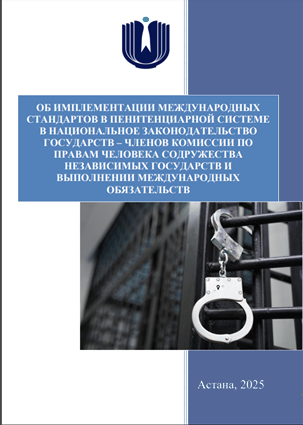 ОБ ИМПЛЕМЕНТАЦИИ МЕЖДУНАРОДНЫХ
СТАНДАРТОВ В ПЕНИТЕНЦИАРНОЙ СИСТЕМЕ
В НАЦИОНАЛЬНОЕ ЗАКОНОДАТЕЛЬСТВО
ГОСУДАРСТВ – ЧЛЕНОВ КОМИССИИ ПО
ПРАВАМ ЧЕЛОВЕКА СОДРУЖЕСТВА
НЕЗАВИСИМЫХ ГОСУДАРСТВ И
ВЫПОЛНЕНИИ МЕЖДУНАРОДНЫХ
ОБЯЗАТЕЛЬСТВ
Астана, 2025